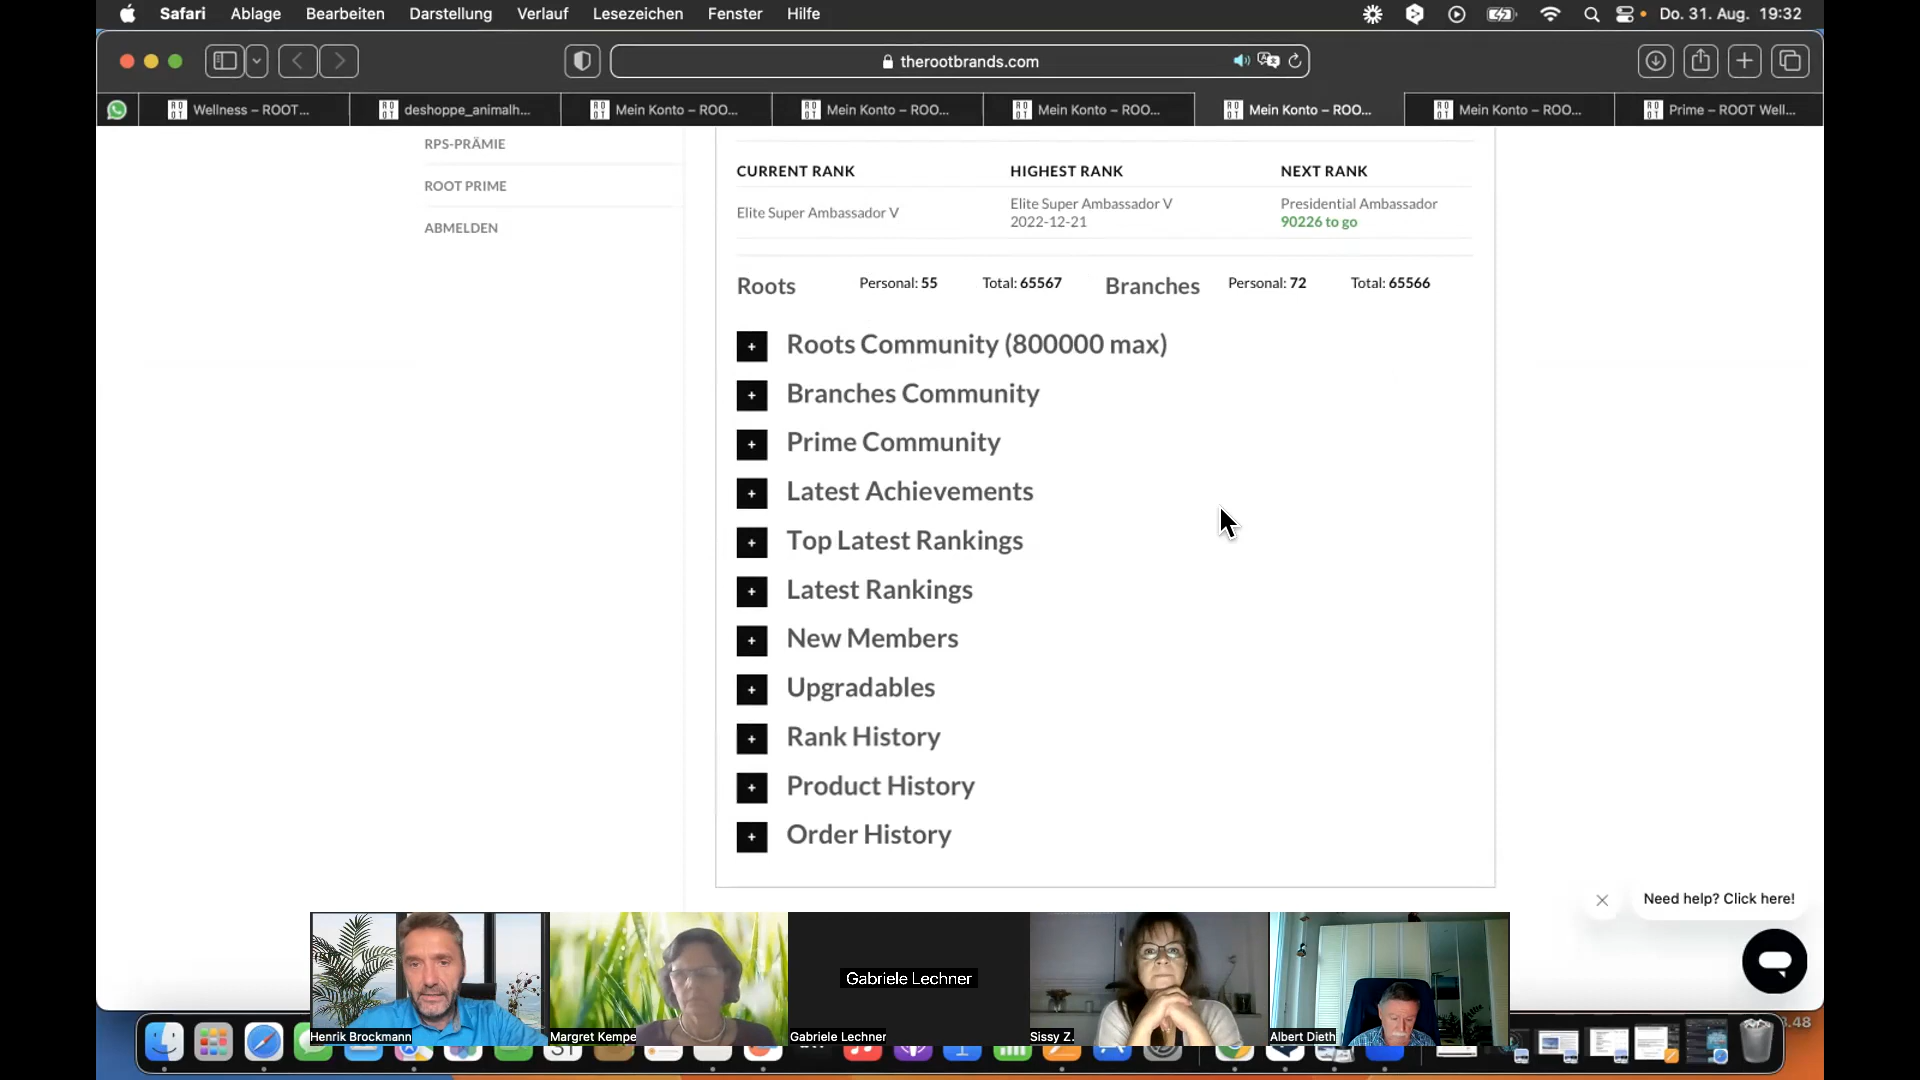 Safari Ablage Bearbeiten Darstellung Verlauf Lesezeichen Fenster Hilfe Do. 31. Aug. 19:32
therootbrands.com
Wellness – ROOT... deshoppe_animalh... Mein Konto – ROO... Mein Konto – ROO... Mein Konto – ROO... Mein Konto – ROO... Mein Konto – ROO... Prime – ROOT Well...
RPS-PRÄMIE
ROOT PRIME
ABMELDEN
CURRENT RANK HIGHEST RANK NEXT RANK
Elite Super Ambassador V Elite Super Ambassador V Presidential Ambassador
2022-12-21 90226 to go
Roots Personal: 55 Total: 65567 Branches Personal: 72 Total: 65566
+ Roots Community (800000 max)
+ Branches Community
+ Prime Community
+ Latest Achievements
+ Top Latest Rankings
+ Latest Rankings
+ New Members
+ Upgradables
+ Rank History
+ Product History
+ Order History
Need help? Click here!
Gabriele Lechner
Henrik Brockmann Margret Kempe Gabriele Lechner Sissy Z. Albert Dieth